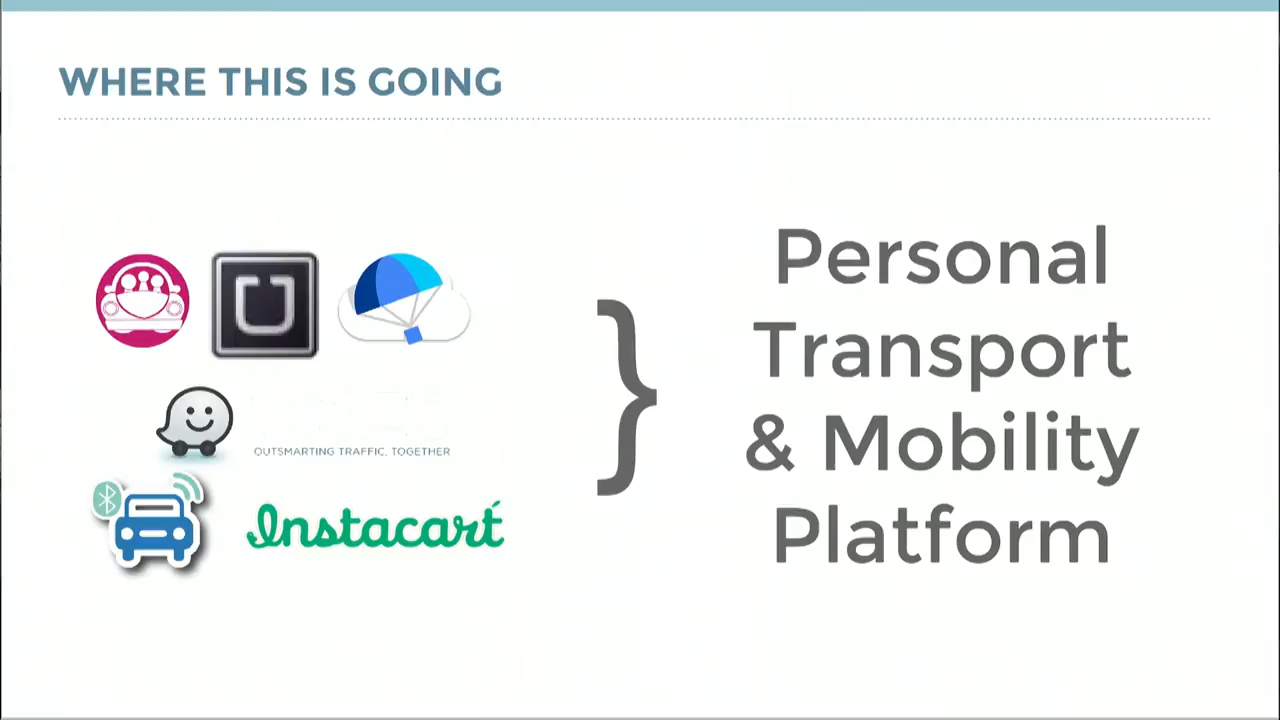 WHERE THIS IS GOING
U
OUTSMARTING TRAFFIC, TOGETHER
Instacart
}
Personal
Transport
& Mobility
Platform